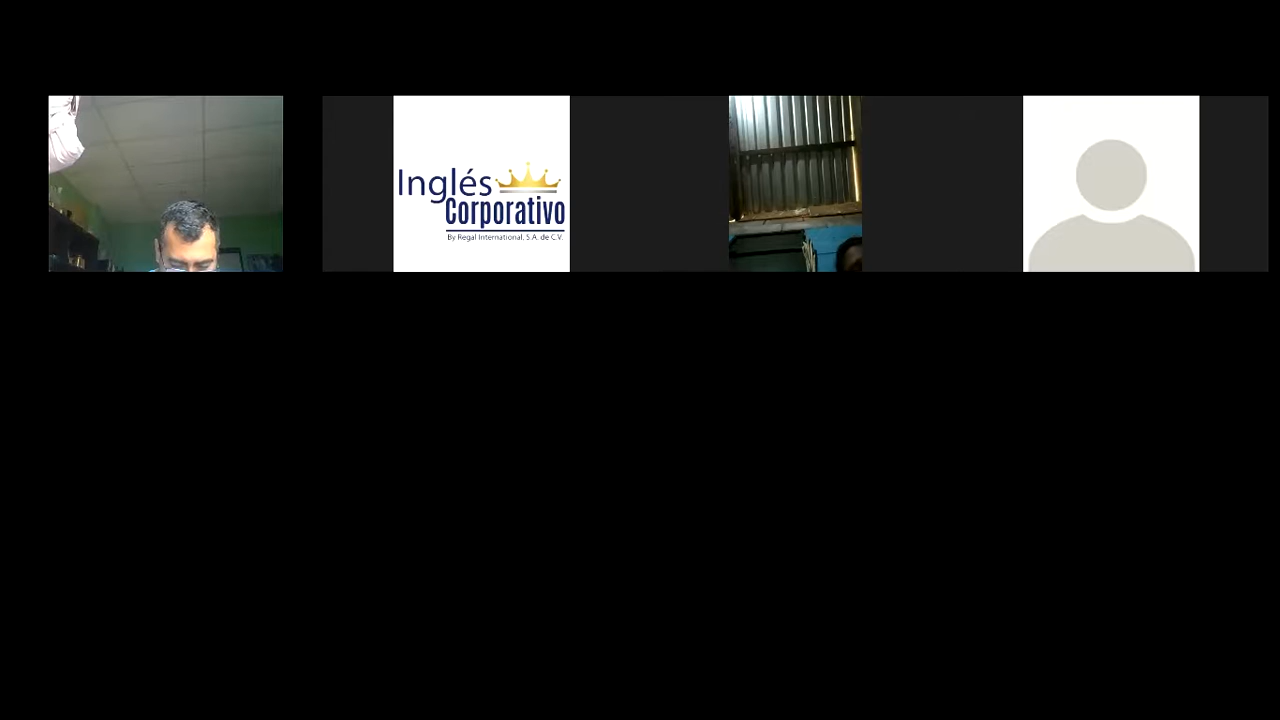 Inglés
Corporativo
By Regal International, S.A. de C.V.